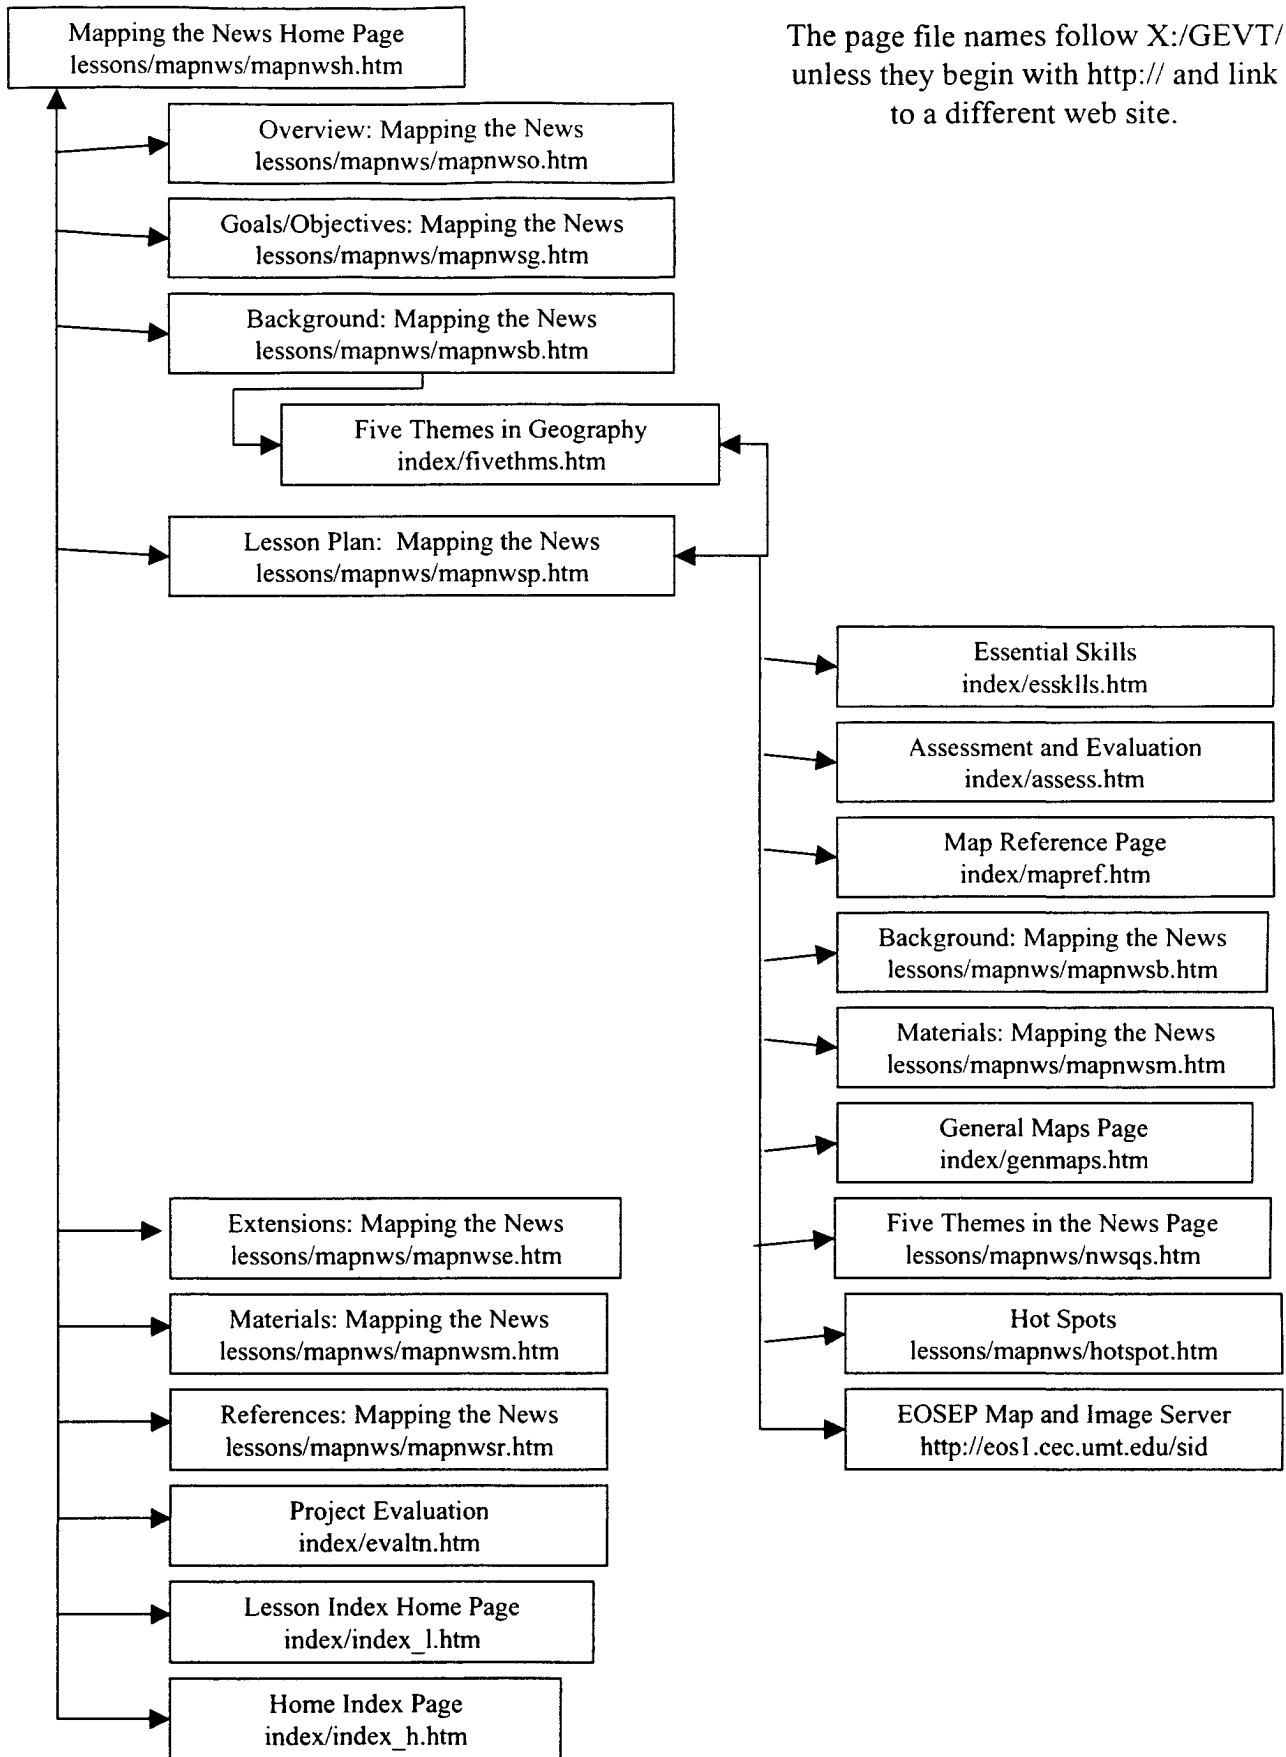 Mapping the News Home Page
lessons/mapnws/mapnwsh.htm
The page file names follow X:/GEVT/
unless they begin with http:// and link
to a different web site.
Overview: Mapping the News
lessons/mapnws/mapnwso.htm
Goals/Objectives: Mapping the News
lessons/mapnws/mapnwsg.htm
Background: Mapping the News
lessons/mapnws/mapnwsb.htm
Five Themes in Geography
index/fivethms.htm
Lesson Plan: Mapping the News
lessons/mapnws/mapnwsp.htm
Essential Skills
index/essklls.htm
Assessment and Evaluation
index/assess.htm
Map Reference Page
index/mapref.htm
Background: Mapping the News
lessons/mapnws/mapnwsb.htm
Materials: Mapping the News
lessons/mapnws/mapnwsm.htm
General Maps Page
index/genmaps.htm
Five Themes in the News Page
lessons/mapnws/nwsqs.htm
Hot Spots
lessons/mapnws/hotspot.htm
EOSEP Map and Image Server
http://eos1.cec.umt.edu/sid
Extensions: Mapping the News
lessons/mapnws/mapnwse.htm
Materials: Mapping the News
lessons/mapnws/mapnwsm.htm
References: Mapping the News
lessons/mapnws/mapnwsr.htm
Project Evaluation
index/evaltn.htm
Lesson Index Home Page
index/index_l.htm
Home Index Page
index/index_h.htm